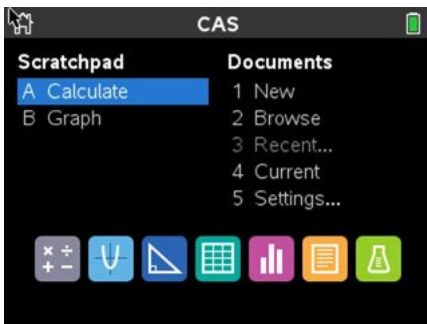 CAS
Scratchpad
A Calculate
B Graph
Documents
1 New
2 Browse
3 Recent...
4 Current
5 Settings...